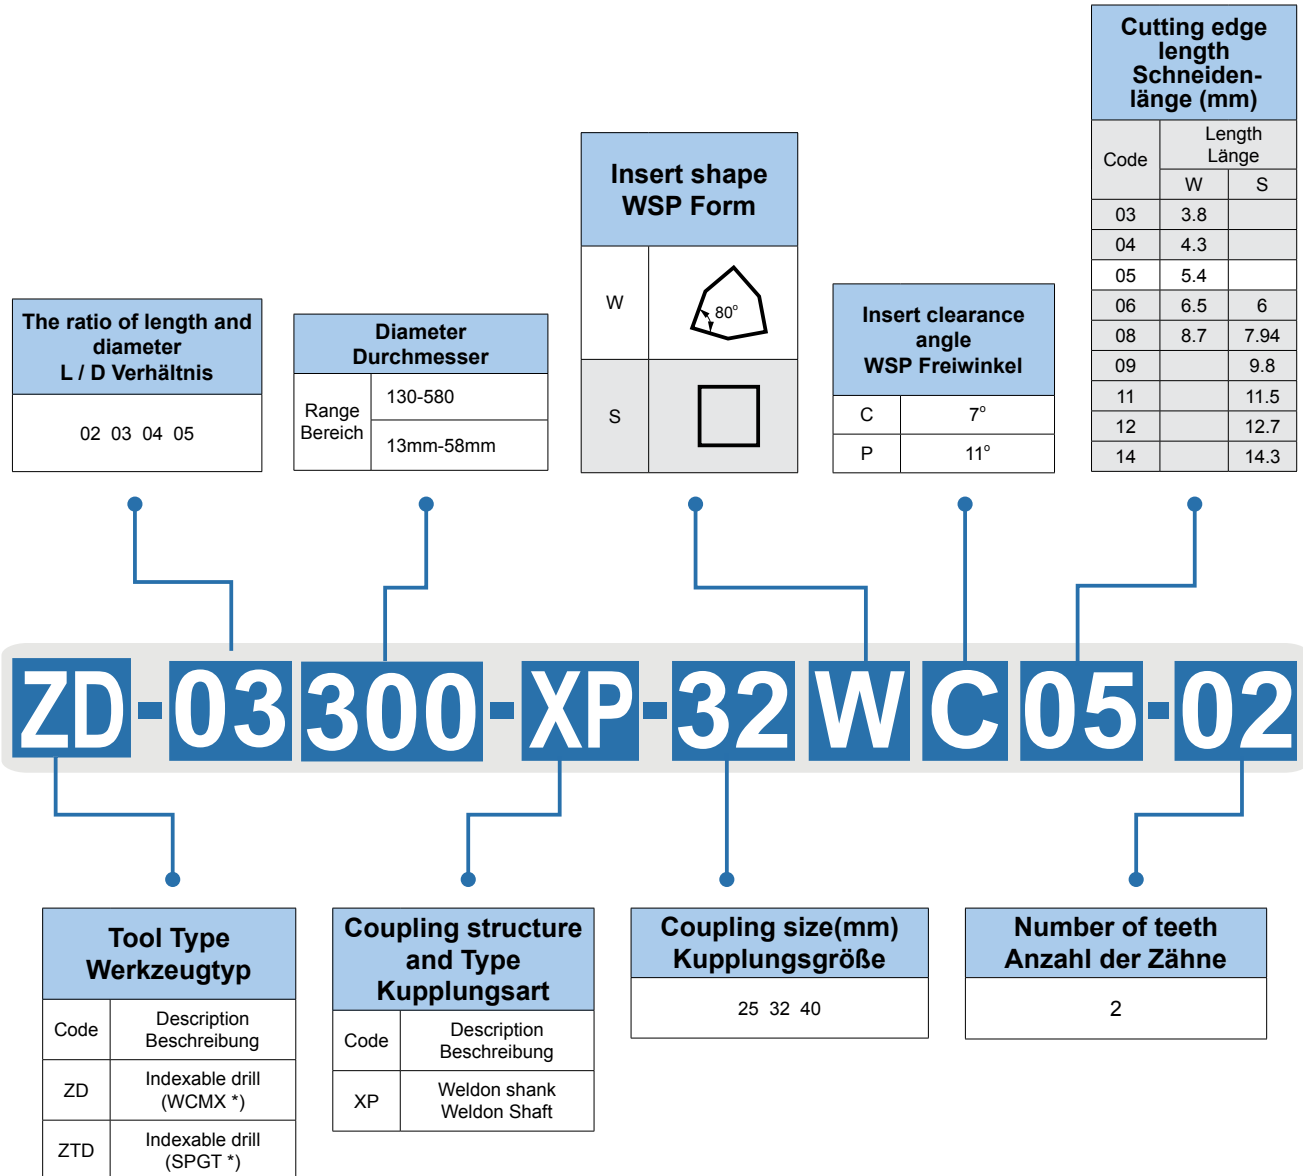 Cutting edge
length
Schneiden-
länge (mm)
Code
Length
Länge
W S
03 3.8
04 4.3
05 5.4
06 6.5 6
08 8.7 7.94
09 9.8
11 11.5
12 12.7
14 14.3
Insert shape
WSP Form
W 80°
S
Insert clearance
angle
WSP Freiwinkel
C 7°
P 11°
The ratio of length and
diameter
L / D Verhältnis
02 03 04 05
Diameter
Durchmesser
Range
Bereich
130-580
13mm-58mm
ZD-03300-XP-32WC05-02
Tool Type
Werkzeugtyp
Code
Description
Beschreibung
ZD
Indexable drill
(WCMX *)
ZTD
Indexable drill
(SPGT *)
Coupling structure
and Type
Kupplungsart
Code
Description
Beschreibung
XP
Weldon shank
Weldon Shaft
Coupling size(mm)
Kupplungsgröße
25 32 40
Number of teeth
Anzahl der Zähne
2